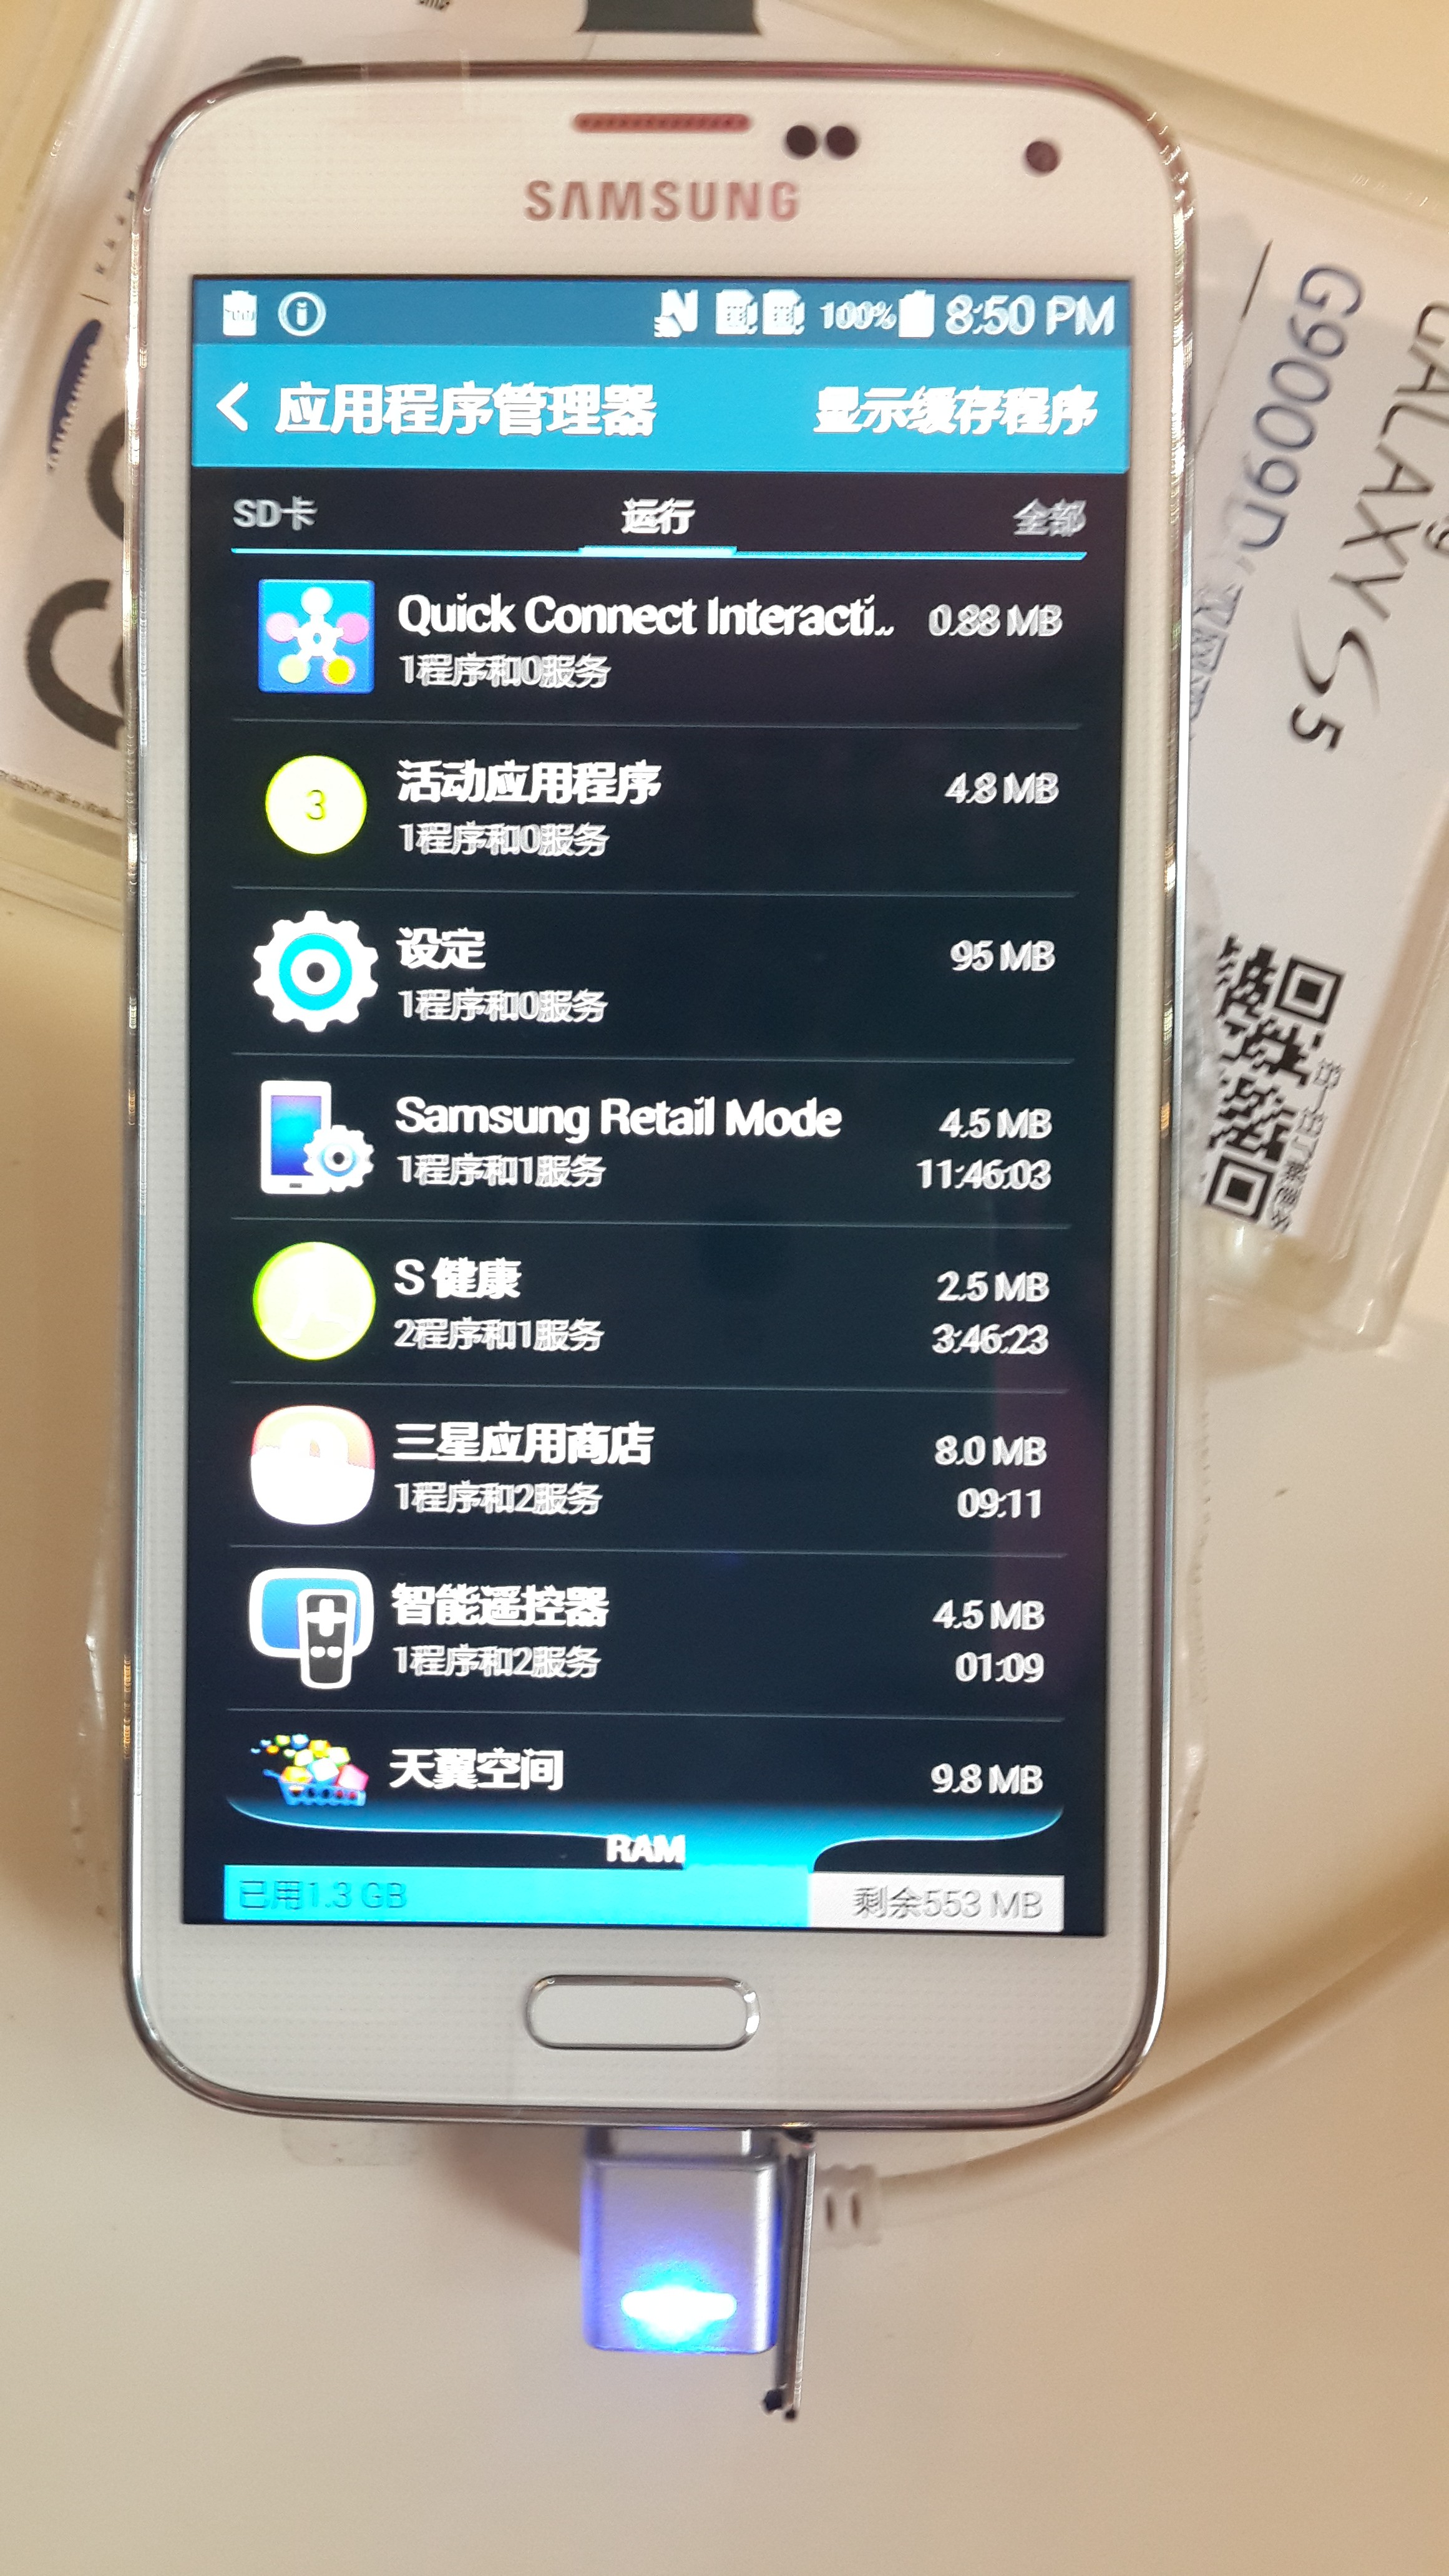 SAMSUNG
100% 8:50 PM
应用程序管理器 显示缓存程序
SD卡 运行 全部
Quick Connect Interacti.. 0.88 MB
1程序和0服务
3
活动应用程序 4.8 MB
1程序和0服务
设定 95 MB
1程序和0服务
Samsung Retail Mode 4.5 MB
1程序和1服务 11:46:03
S 健康 2.5 MB
2程序和1服务 3:46:23
三星应用商店 8.0 MB
1程序和2服务 09:11
智能遥控器 4.5 MB
1程序和2服务 01:09
天翼空间 9.8 MB
RAM
已用1.3 GB 剩余553 MB
GALAXY S5